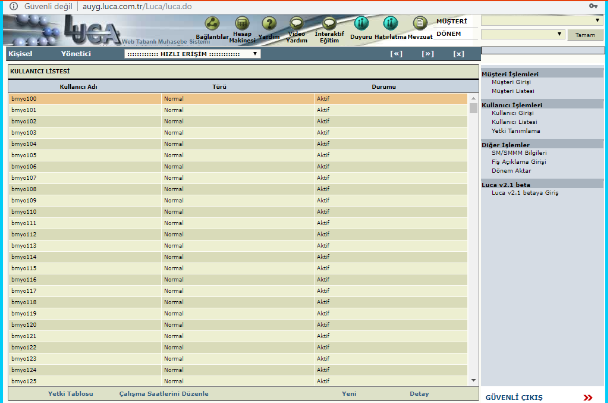 Güvenli değil | auyg.luca.com.tr/Luca/luca.do
LUCA
Web Tabanlı Muhasebe Sistemi
Bağlantılar
Hesap Makinesi
Yardım
Video Yardım
Interaktif Eğitim
Duyuru
Hatırlatma
Mevzuat
MÜŞTERİ
DÖNEM
Tamam
Kişisel
Yönetici
::::::::::::: HIZLI ERİŞİM :::::::::::::
[«]
[»]
[x]
KULLANICI LİSTESİ
Kullanıcı Adı Türü Durumu
bmyo100 Normal Aktif
bmyo101 Normal Aktif
bmyo102 Normal Aktif
bmyo103 Normal Aktif
bmyo104 Normal Aktif
bmyo105 Normal Aktif
bmyo106 Normal Aktif
bmyo107 Normal Aktif
bmyo108 Normal Aktif
bmyo109 Normal Aktif
bmyo110 Normal Aktif
bmyo111 Normal Aktif
bmyo112 Normal Aktif
bmyo113 Normal Aktif
bmyo114 Normal Aktif
bmyo115 Normal Aktif
bmyo116 Normal Aktif
bmyo117 Normal Aktif
bmyo118 Normal Aktif
bmyo119 Normal Aktif
bmyo120 Normal Aktif
bmyo121 Normal Aktif
bmyo122 Normal Aktif
bmyo123 Normal Aktif
bmyo124 Normal Aktif
bmyo125 Normal Aktif
Yetki Tablosu
Çalışma Saatlerini Düzenle
Yeni
Detay
Müşteri İşlemleri
Müşteri Girişi
Müşteri Listesi
Kullanıcı İşlemleri
Kullanıcı Girişi
Kullanıcı Listesi
Yetki Tanımlama
Diğer İşlemler
SM/SMMM Bilgileri
Fiş Açıklama Girişi
Dönem Aktar
Luca v2.1 beta
Luca v2.1 betaya Giriş
GÜVENLİ ÇIKIŞ